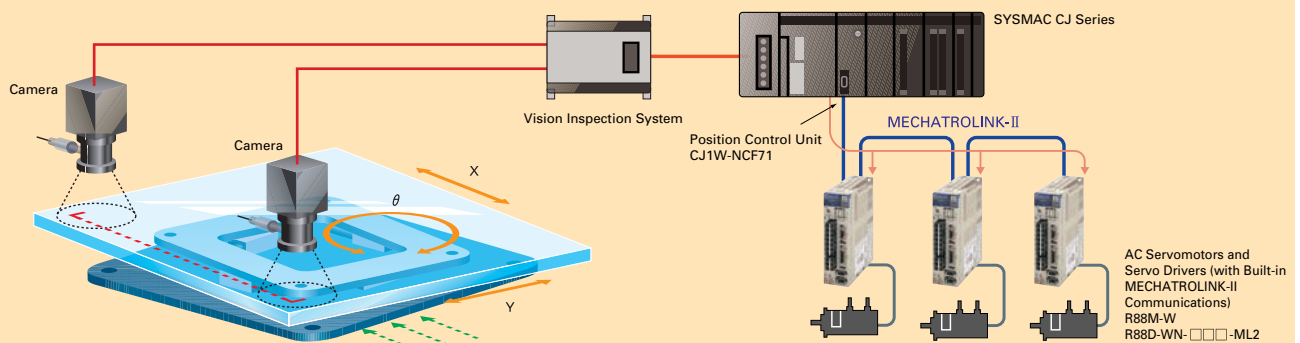 SYSMAC CJ Series
Camera
Vision Inspection System
Camera
Position Control Unit
CJ1W-NCF71
MECHATROLINK-II
X
θ
Y
AC Servomotors and
Servo Drivers (with Built-in
MECHATROLINK-II
Communications)
R88M-W
R88D-WN-□□□-ML2